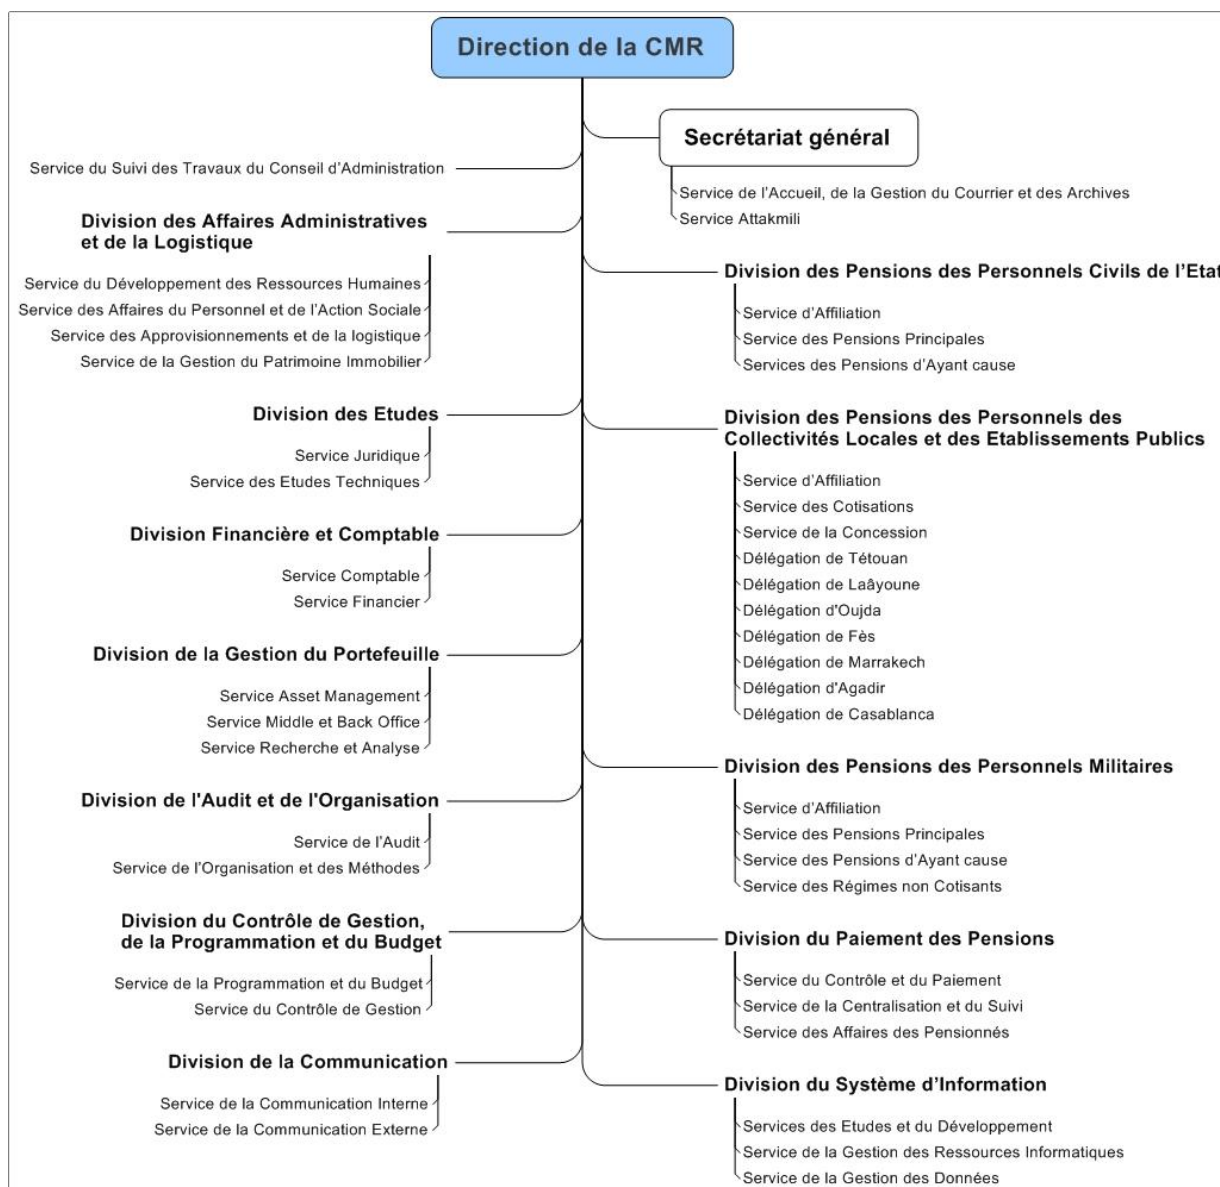 Direction de la CMR
Secrétariat général
Service de l'Accueil, de la Gestion du Courrier et des Archives
Service Attakmili
Service du Suivi des Travaux du Conseil d'Administration
Division des Affaires Administratives
et de la Logistique
Service du Développement des Ressources Humaines
Service des Affaires du Personnel et de l'Action Sociale
Service des Approvisionnements et de la logistique
Service de la Gestion du Patrimoine Immobilier
Division des Etudes
Service Juridique
Service des Etudes Techniques
Division Financière et Comptable
Service Comptable
Service Financier
Division de la Gestion du Portefeuille
Service Asset Management
Service Middle et Back Office
Service Recherche et Analyse
Division de l'Audit et de l'Organisation
Service de l'Audit
Service de l'Organisation et des Méthodes
Division du Contrôle de Gestion,
de la Programmation et du Budget
Service de la Programmation et du Budget
Service du Contrôle de Gestion
Division de la Communication
Service de la Communication Interne
Service de la Communication Externe
Division des Pensions des Personnels Civils de l'Etat
Service d'Affiliation
Service des Pensions Principales
Services des Pensions d'Ayant cause
Division des Pensions des Personnels des
Collectivités Locales et des Etablissements Publics
Service d'Affiliation
Service des Cotisations
Service de la Concession
Délégation de Tétouan
Délégation de Laâyoune
Délégation d'Oujda
Délégation de Fès
Délégation de Marrakech
Délégation d'Agadir
Délégation de Casablanca
Division des Pensions des Personnels Militaires
Service d'Affiliation
Service des Pensions Principales
Service des Pensions d'Ayant cause
Service des Régimes non Cotisants
Division du Paiement des Pensions
Service du Contrôle et du Paiement
Service de la Centralisation et du Suivi
Service des Affaires des Pensionnés
Division du Système d'Information
Services des Etudes et du Développement
Service de la Gestion des Ressources Informatiques
Service de la Gestion des Données